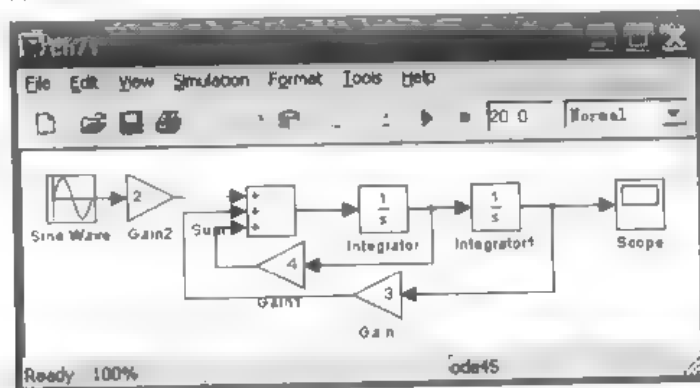 File Edit View Simulation Format Tools Help
20 0 Normal
2
+
+
+
1
s
1
s
Sine Wave Gain2 Sum Integrator Integrator1 Scope
4
Gain1
3
Gain
Ready 100% ode45